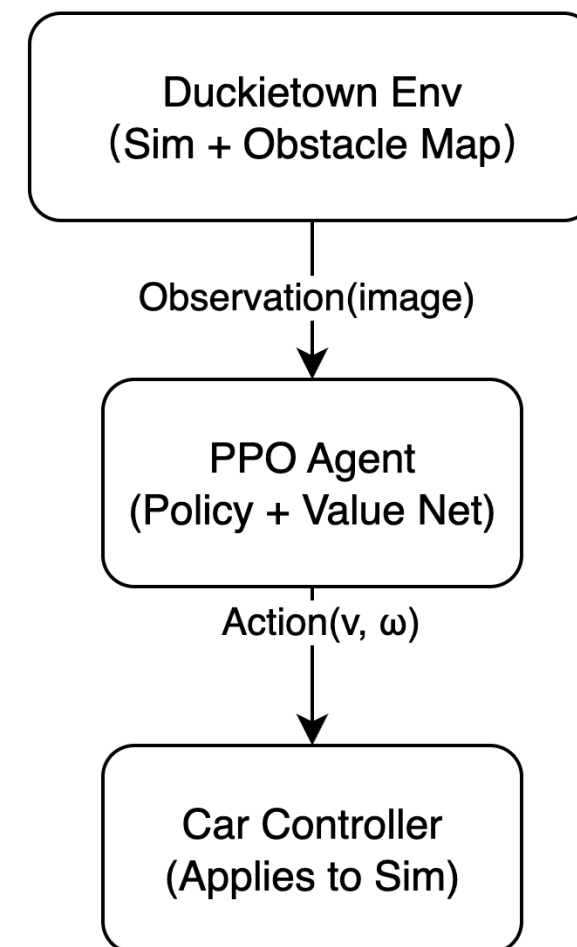 Duckietown Env
(Sim + Obstacle Map)
Observation(image)
PPO Agent
(Policy + Value Net)
Action(v, ω)
Car Controller
(Applies to Sim)